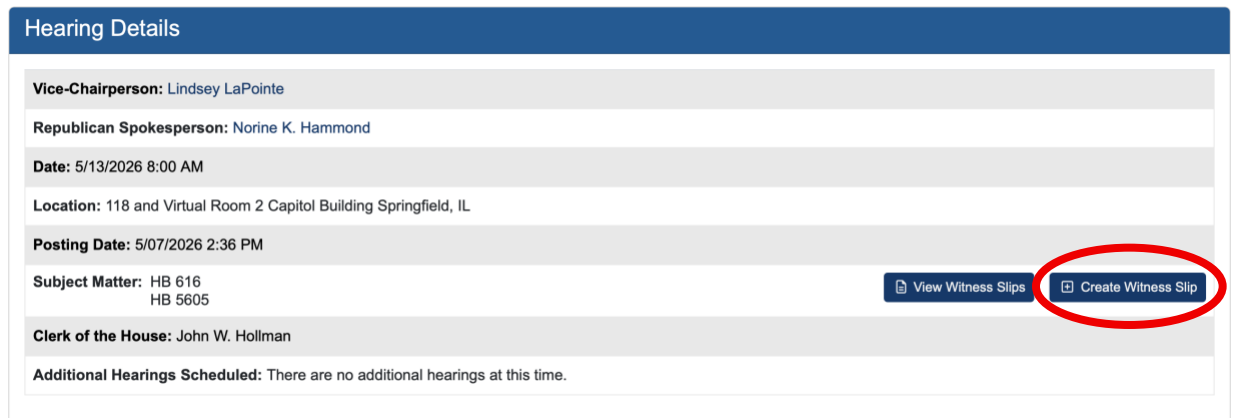 Hearing Details
Vice-Chairperson: Lindsey LaPointe
Republican Spokesperson: Norine K. Hammond
Date: 5/13/2026 8:00 AM
Location: 118 and Virtual Room 2 Capitol Building Springfield, IL
Posting Date: 5/07/2026 2:36 PM
Subject Matter: HB 616
HB 5605
View Witness Slips
Create Witness Slip
Clerk of the House: John W. Hollman
Additional Hearings Scheduled: There are no additional hearings at this time.